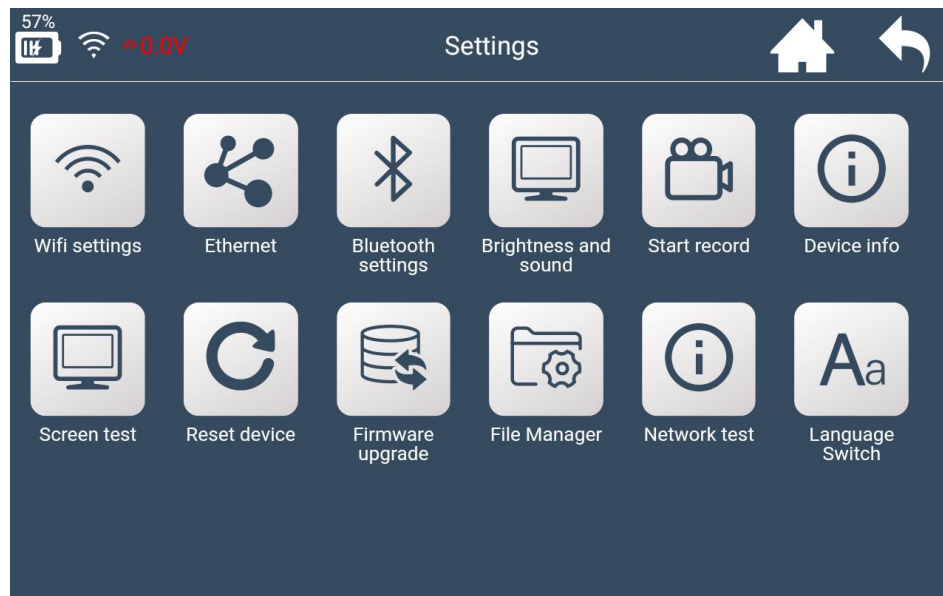 57%
0.0V
Settings
Wifi settings
Ethernet
Bluetooth
settings
Brightness and
sound
Start record
Device info
Screen test
Reset device
Firmware
upgrade
File Manager
Network test
Aa
Language
Switch